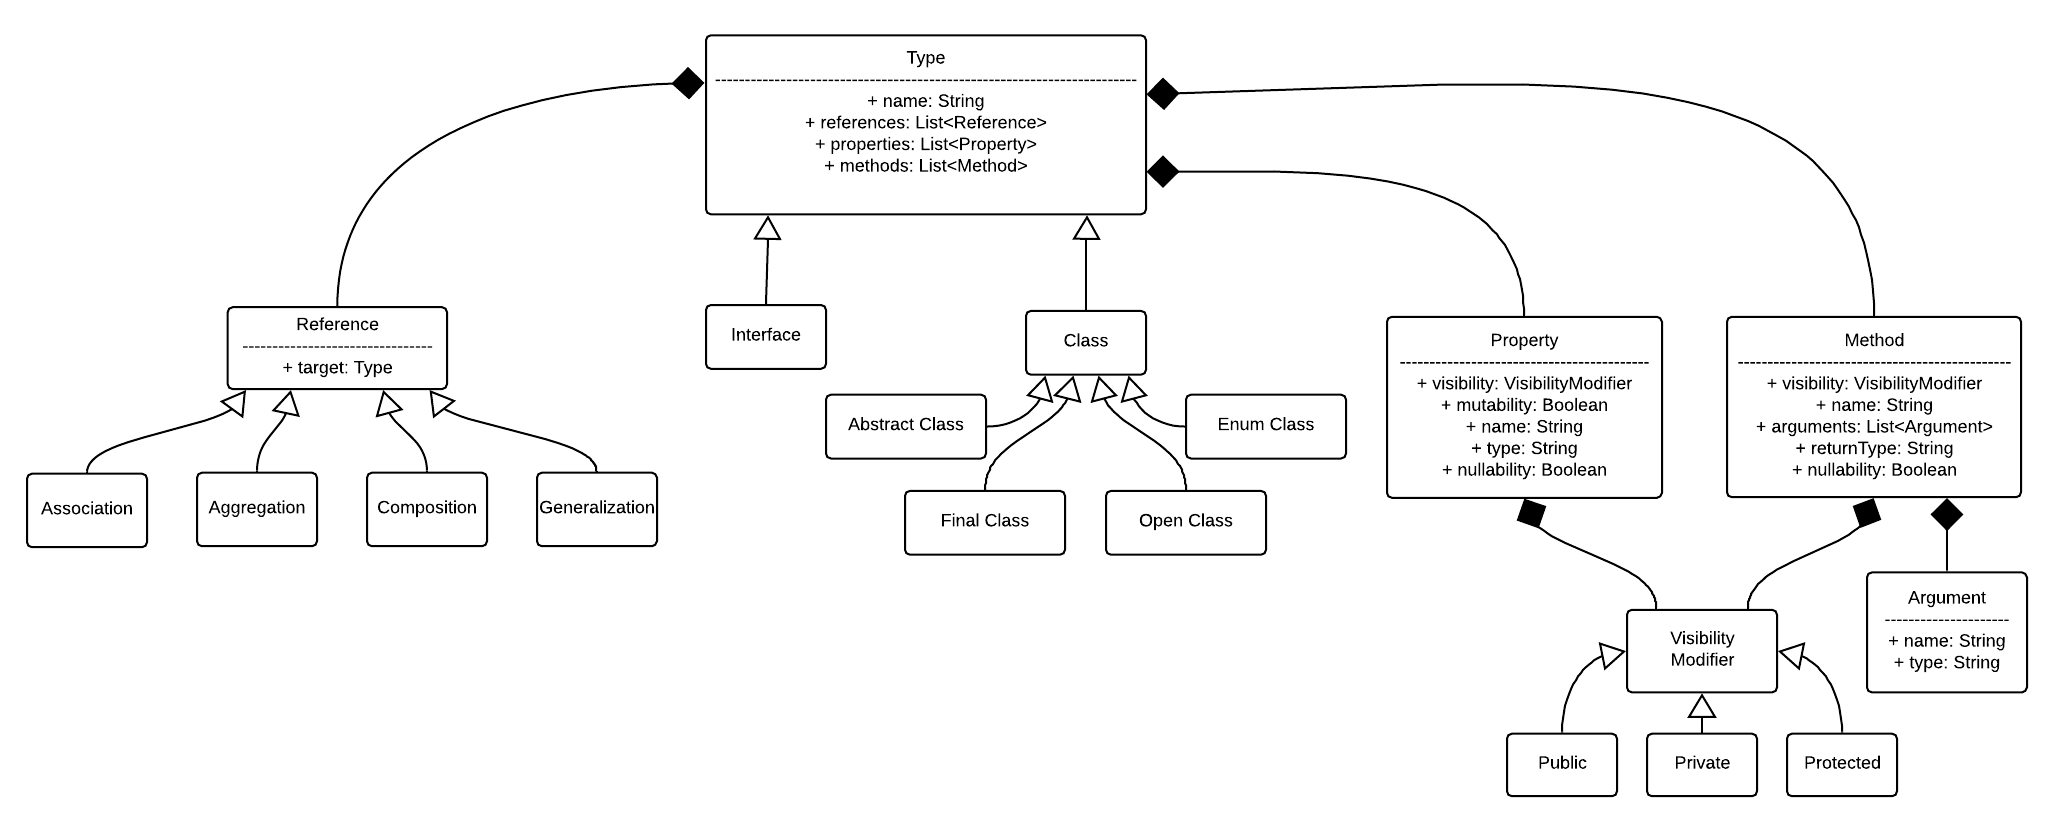 Type
+ name: String
+ references: List<Reference>
+ properties: List<Property>
+ methods: List<Method>
Reference
+ target: Type
Interface
Class
Property
+ visibility: VisibilityModifier
+ mutability: Boolean
+ name: String
+ type: String
+ nullability: Boolean
Method
+ visibility: VisibilityModifier
+ name: String
+ arguments: List<Argument>
+ returnType: String
+ nullability: Boolean
Association
Aggregation
Composition
Generalization
Abstract Class
Enum Class
Final Class
Open Class
Visibility
Modifier
Argument
+ name: String
+ type: String
Public
Private
Protected